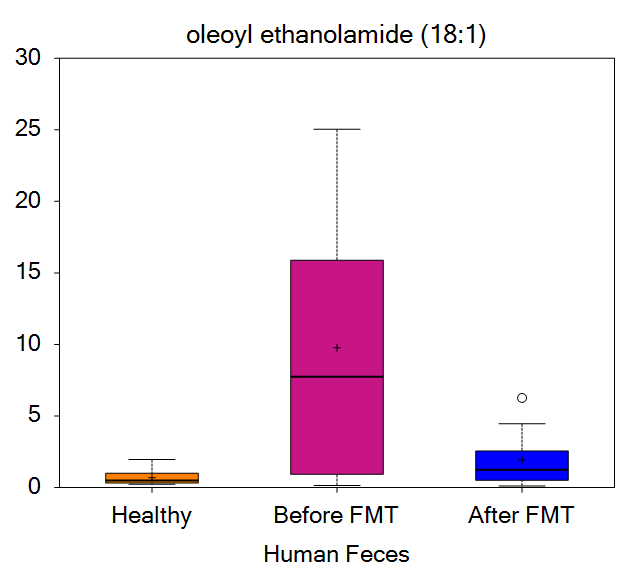 oleoyl ethanolamide (18:1)
30
25
20
15
10
5
0
Healthy Before FMT After FMT
Human Feces